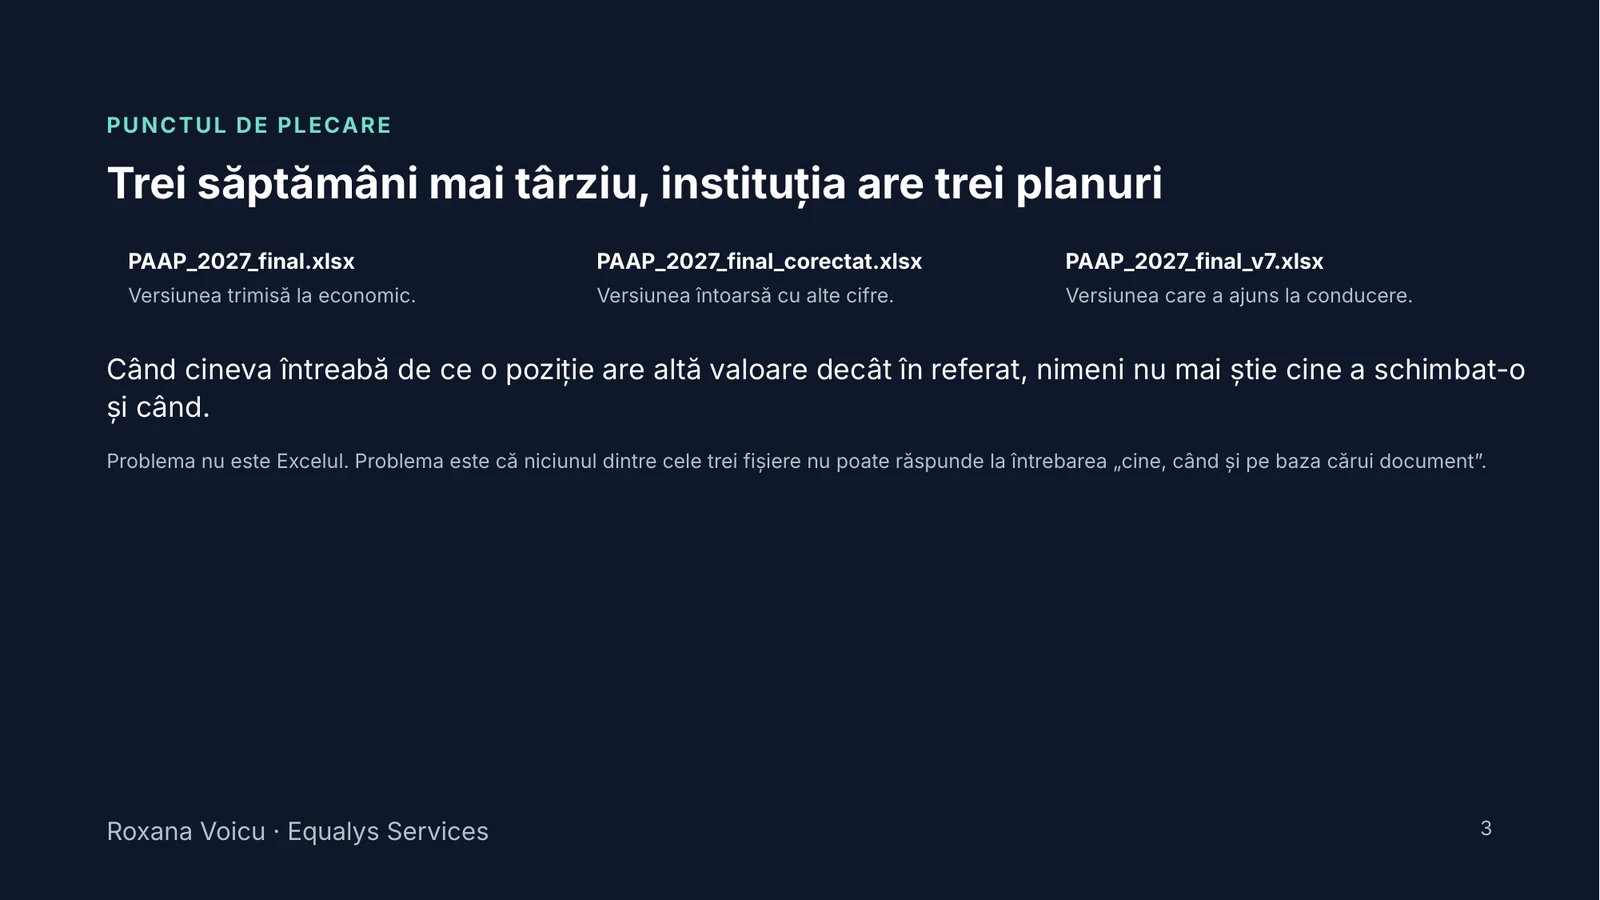 PUNCTUL DE PLECARE
Trei săptămâni mai târziu, instituția are trei planuri
PAAP_2027_final.xlsx
Versiunea trimisă la economic.
PAAP_2027_final_corectat.xlsx
Versiunea întoarsă cu alte cifre.
PAAP_2027_final_v7.xlsx
Versiunea care a ajuns la conducere.
Când cineva întreabă de ce o poziție are altă valoare decât în referat, nimeni nu mai știe cine a schimbat-o
și când.
Problema nu este Excelul. Problema este că niciunul dintre cele trei fișiere nu poate răspunde la întrebarea „cine, când și pe baza cărui document”.
Roxana Voicu · Equalys Services
3